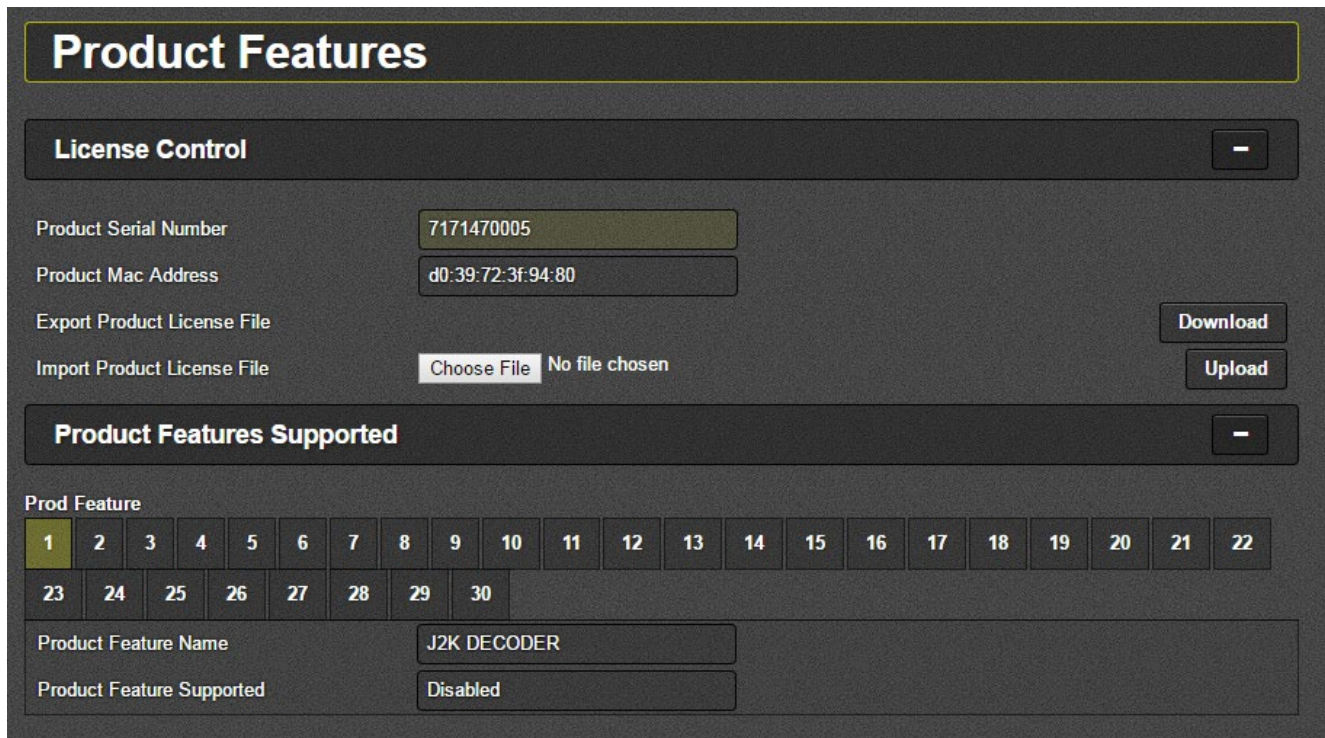 Product Features
License Control −
Product Serial Number 7171470005
Product Mac Address d0:39:72:3f:94:80
Export Product License File Download
Import Product License File Choose File No file chosen Upload
Product Features Supported −
Prod Feature
1 2 3 4 5 6 7 8 9 10 11 12 13 14 15 16 17 18 19 20 21 22
23 24 25 26 27 28 29 30
Product Feature Name J2K DECODER
Product Feature Supported Disabled